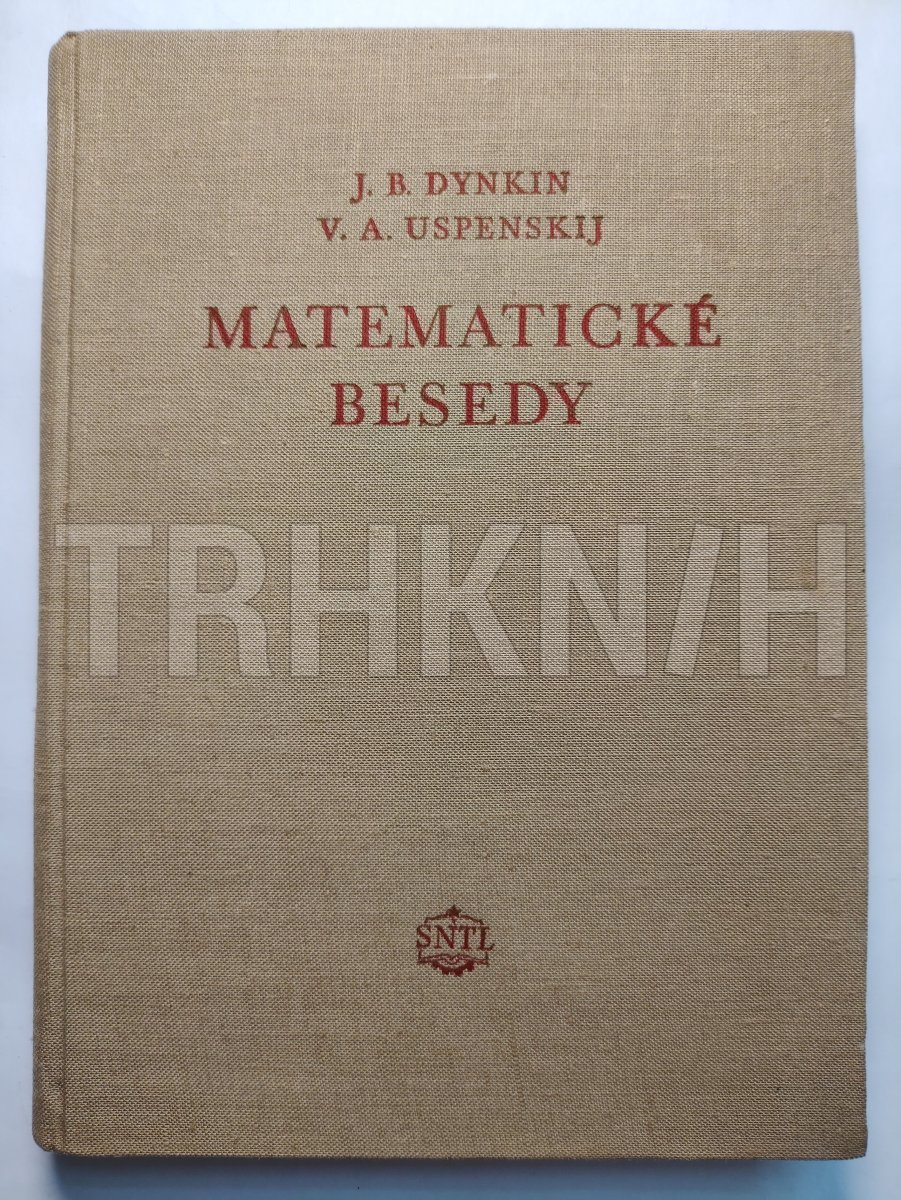 J. B. DYNKIN
V. A. USPENSKIJ
MATEMATICKÉ
BESEDY
TRHKNIH
SNTL